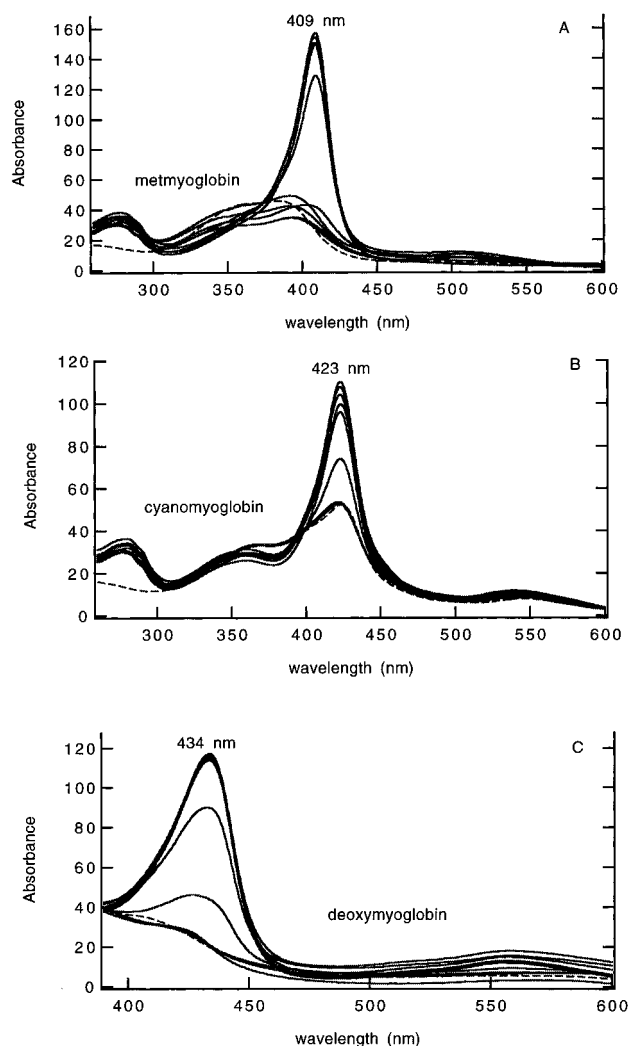 409 nm
A
160
140
120
100
80
60
40
20
0
Absorbance
metmyoglobin
300 350 400 450 500 550 600
wavelength (nm)
423 nm
B
120
100
80
60
40
20
0
Absorbance
cyanomyoglobin
300 350 400 450 500 550 600
wavelength (nm)
434 nm
C
120
100
80
60
40
20
0
Absorbance
deoxymyoglobin
400 450 500 550 600
wavelength (nm)